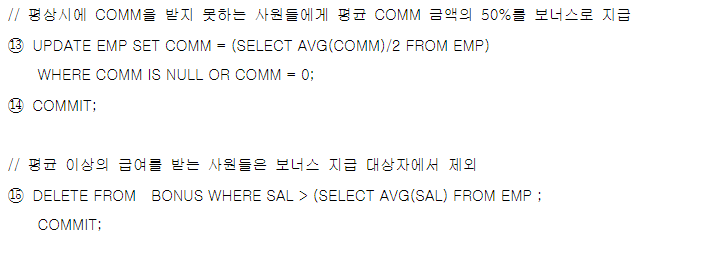 // 평상시에 COMM을 받지 못하는 사원들에게 평균 COMM 금액의 50%를 보너스로 지급
⑬ UPDATE EMP SET COMM = (SELECT AVG(COMM)/2 FROM EMP)
WHERE COMM IS NULL OR COMM = 0;
⑭ COMMIT;
// 평균 이상의 급여를 받는 사원들은 보너스 지급 대상자에서 제외
⑮ DELETE FROM BONUS WHERE SAL > (SELECT AVG(SAL) FROM EMP ;
COMMIT;